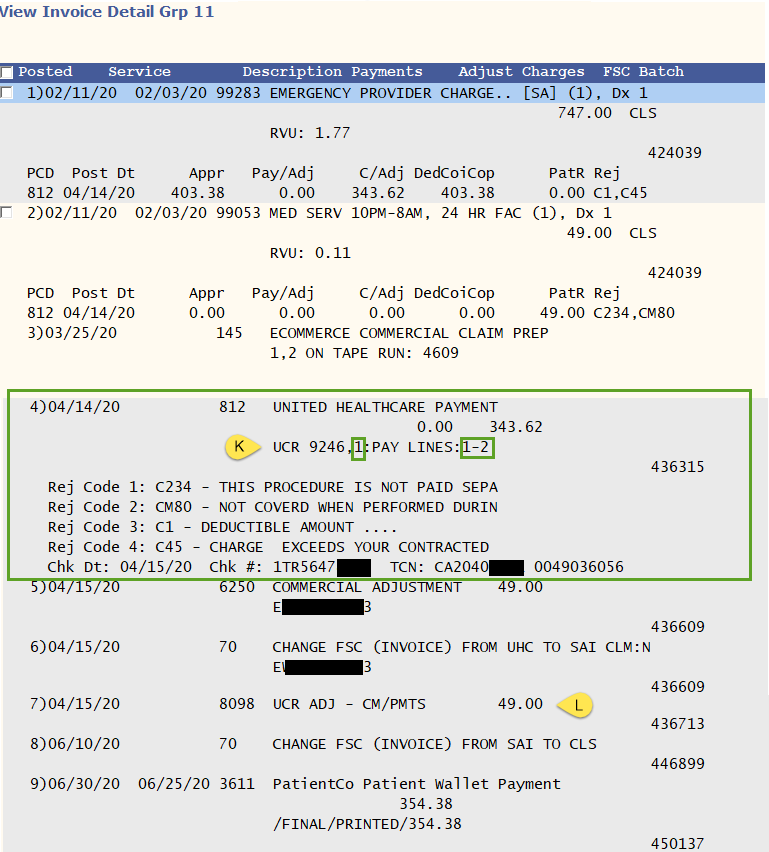 View Invoice Detail Grp 11
Posted Service Description Payments Adjust Charges FSC Batch
1)02/11/20 02/03/20 99283 EMERGENCY PROVIDER CHARGE.. [SA] (1), Dx 1
747.00 CLS
RVU: 1.77
424039
PCD Post Dt Appr Pay/Adj C/Adj DedCoiCop PatR Rej
812 04/14/20 403.38 0.00 343.62 403.38 0.00 C1,C45
2)02/11/20 02/03/20 99053 MED SERV 10PM-8AM, 24 HR FAC (1), Dx 1
49.00 CLS
RVU: 0.11
424039
PCD Post Dt Appr Pay/Adj C/Adj DedCoiCop PatR Rej
812 04/14/20 0.00 0.00 0.00 0.00 49.00 C234,CM80
3)03/25/20 145 ECOMMERCE COMMERCIAL CLAIM PREP
1,2 ON TAPE RUN: 4609
4)04/14/20 812 UNITED HEALTHCARE PAYMENT
0.00 343.62
K UCR 9246,1:PAY LINES:1-2
436315
Rej Code 1: C234 - THIS PROCEDURE IS NOT PAID SEPA
Rej Code 2: CM80 - NOT COVERD WHEN PERFORMED DURIN
Rej Code 3: C1 - DEDUCTIBLE AMOUNT ....
Rej Code 4: C45 - CHARGE EXCEEDS YOUR CONTRACTED
Chk Dt: 04/15/20 Chk #: 1TR5647 TCN: CA2040 0049036056
5)04/15/20 6250 COMMERCIAL ADJUSTMENT 49.00
E 3
436609
6)04/15/20 70 CHANGE FSC (INVOICE) FROM UHC TO SAI CLM:N
3
436609
7)04/15/20 8098 UCR ADJ - CM/PMTS 49.00 L
436713
8)06/10/20 70 CHANGE FSC (INVOICE) FROM SAI TO CLS
446899
9)06/30/20 06/25/20 3611 PatientCo Patient Wallet Payment
354.38
/FINAL/PRINTED/354.38
450137